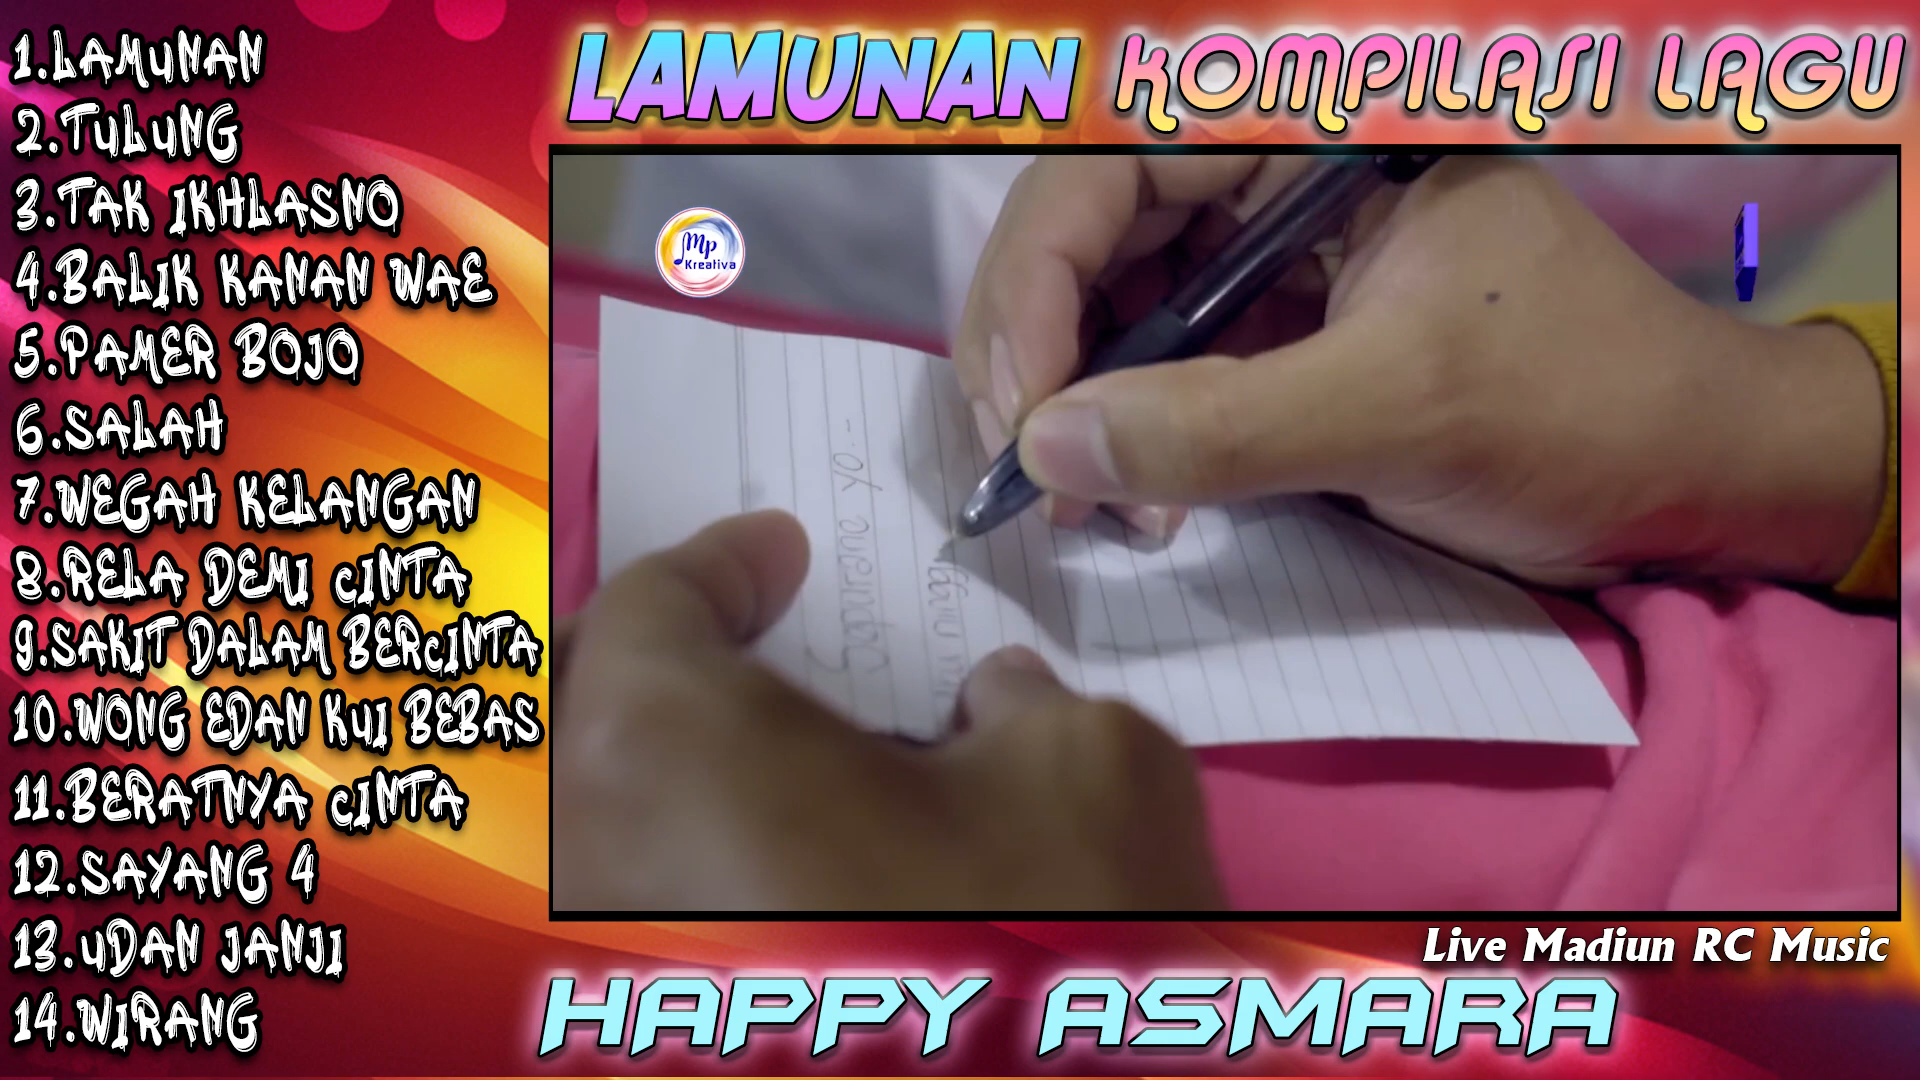 1.LAMUNAN
2.TULUNG
3.TAK IKHLASNO
4.BALIK KANAN WAE
5.PAMER BOJO
6.SALAH
7.WEGAH KELANGAN
8.RELA DEMI CINTA
9.SAKIT DALAM BERCINTA
10.WONG EDAN KUI BEBAS
11.BERATNYA CINTA
12.SAYANG 4
13.UDAN JANJI
14.WIRANG
LAMUNAN KOMPILASI LAGU
Mp
Kreativa
Live Madiun RC Music
HAPPY ASMARA